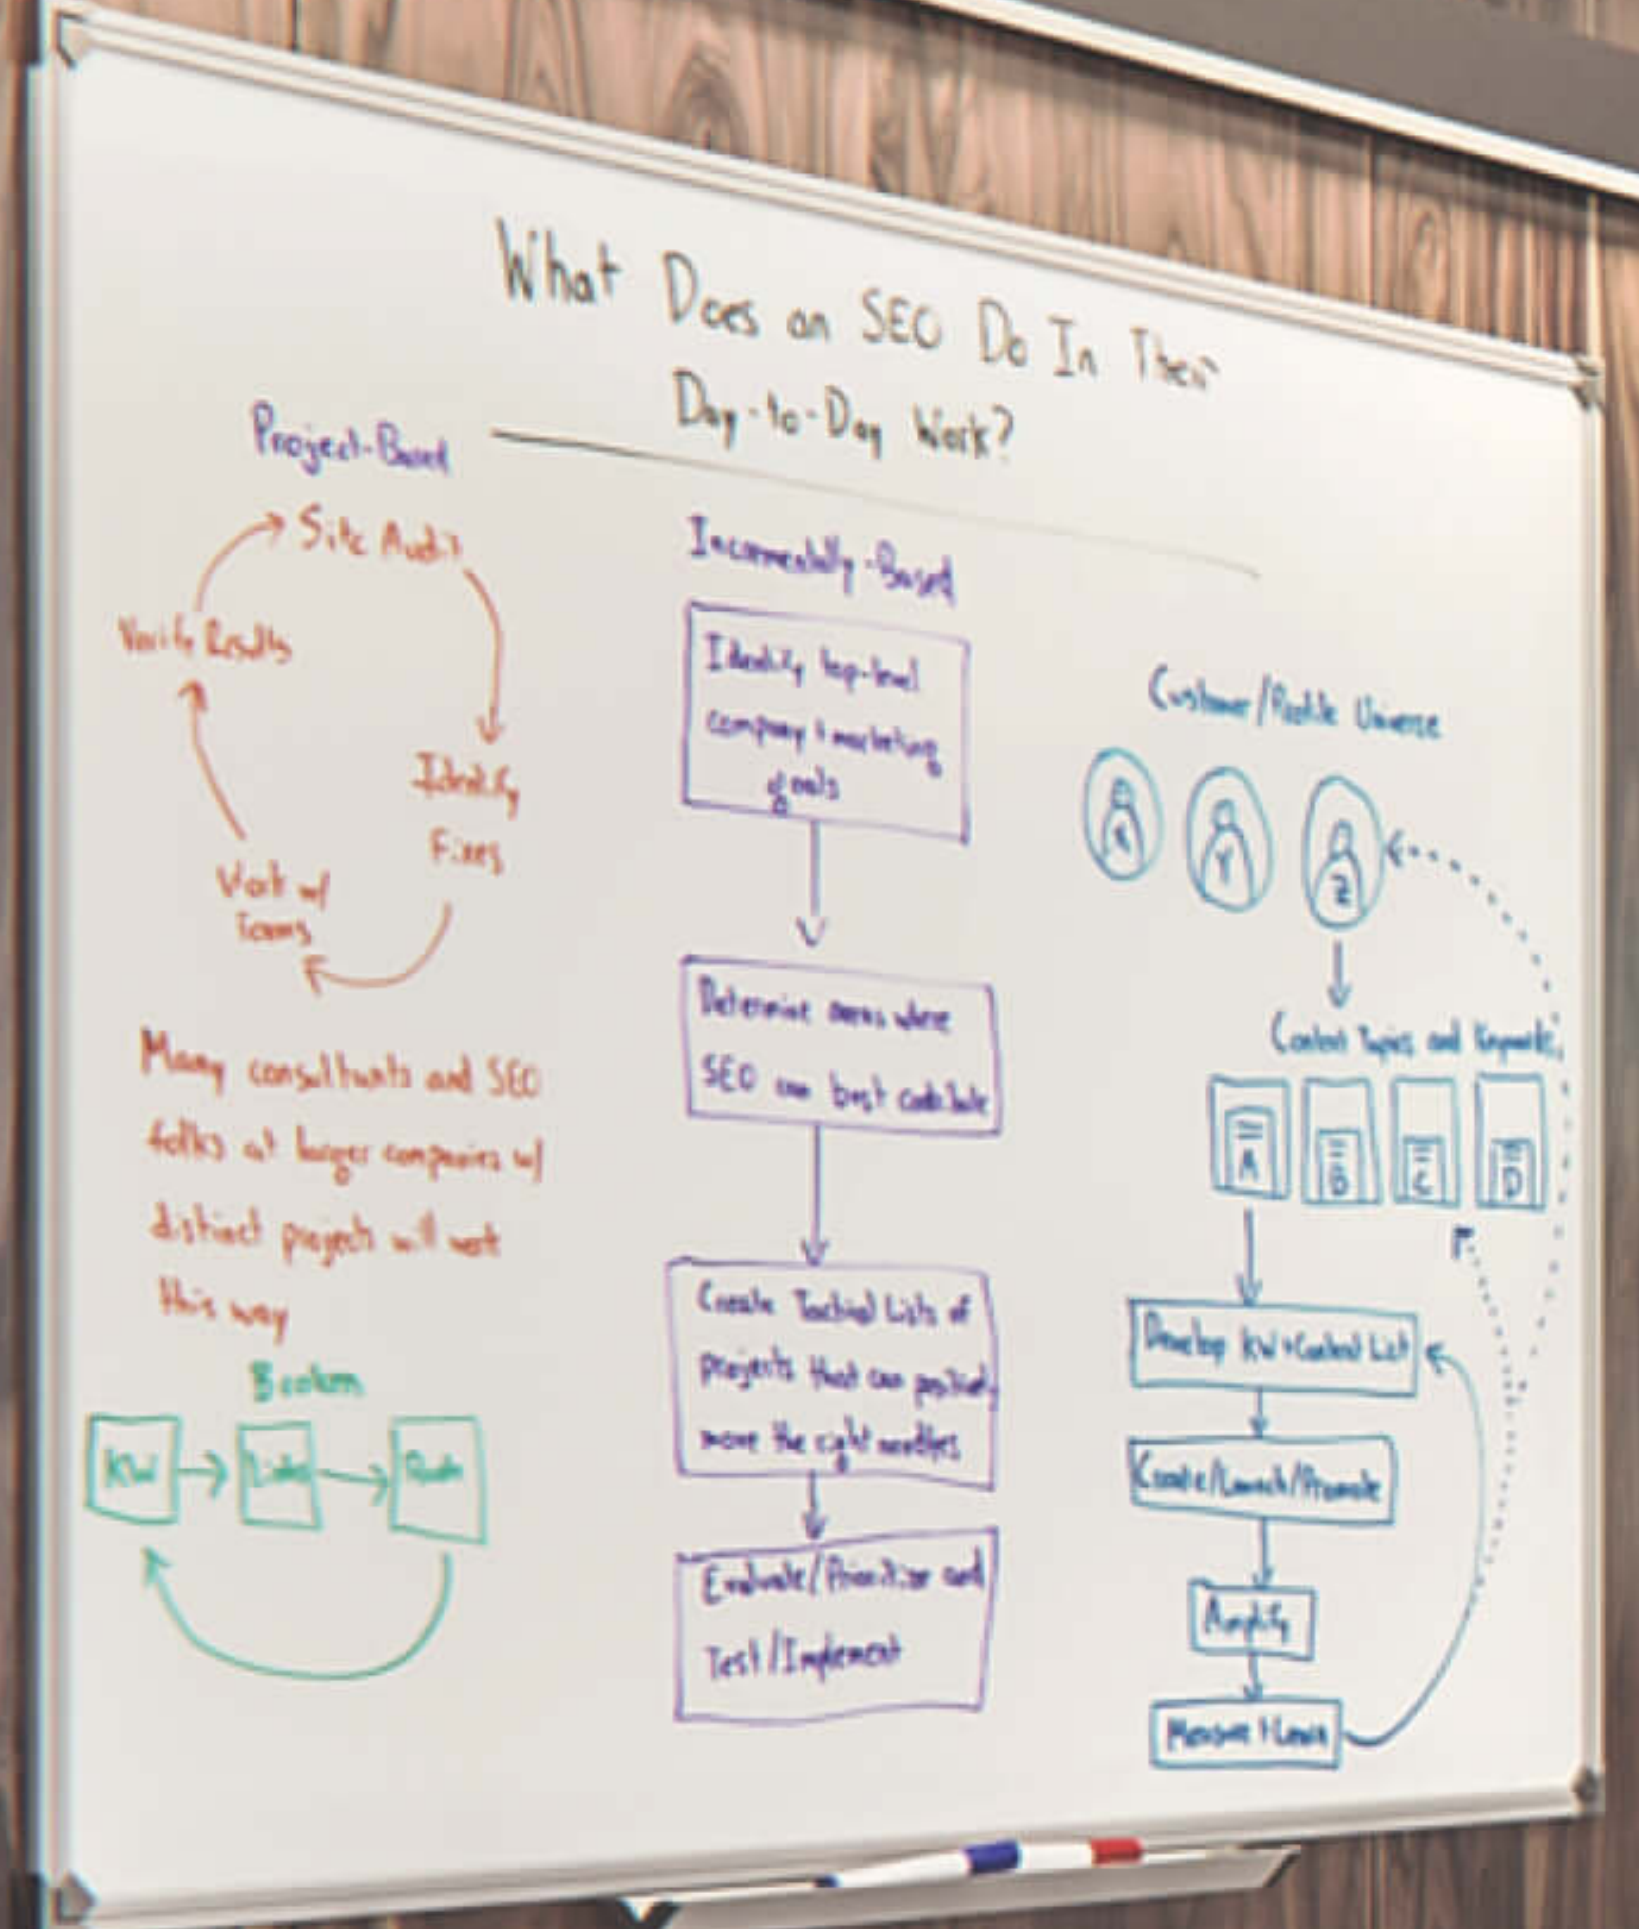 What Does an SEO Do In Their
Day-to-Day Work?
Project-Based
Site Audit
Identify
Fixes
Work w/
Teams
Verify Results
Many consultants and SEO
folks at larger companies w/
distinct projects will work
this way
Broken
KW
Links
Incrementally-Based
Identify top-level
company + marketing
goals
Determine areas where
SEO can best contribute
Create Tactical Lists of
projects that can positively
move the right needles
Evaluate/Prioritize and
Test/Implement
Customer/Profile Universe
X
Y
Z
Content Topics and Keywords
A
B
C
D
Develop KW+Content List
Create/Launch/Promote
Amplify
Measure + Learn